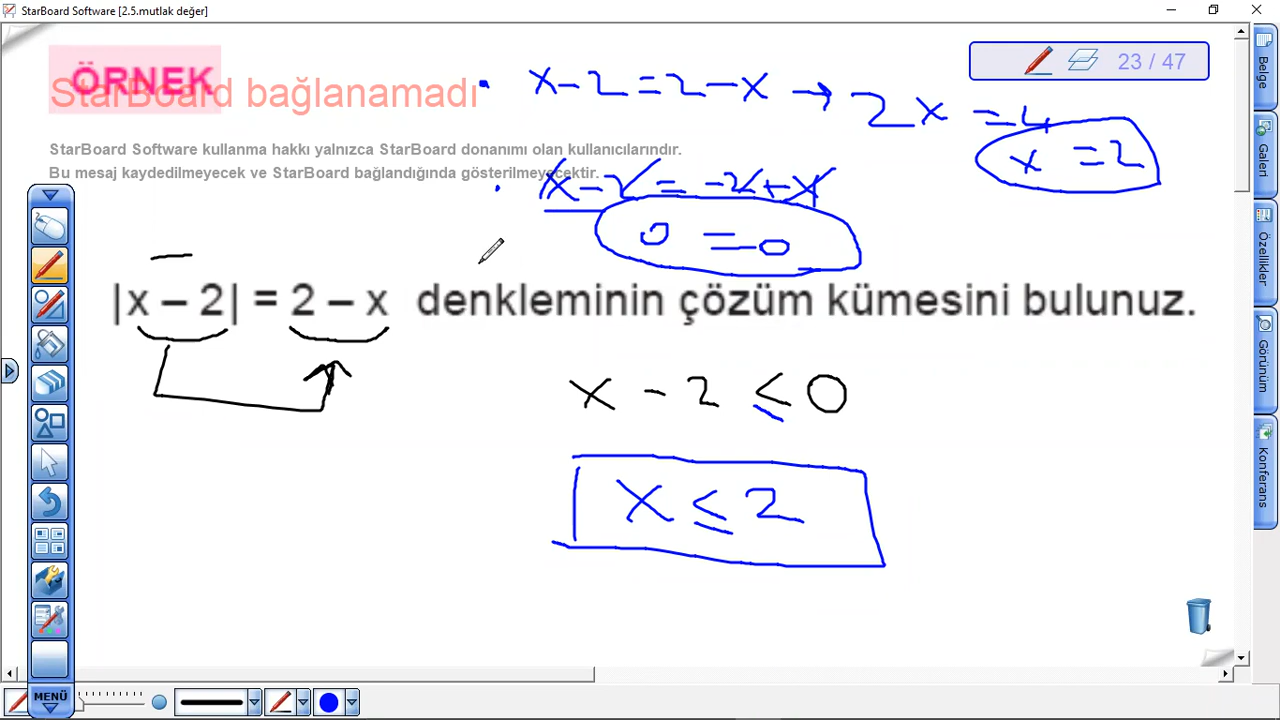 StarBoard Software [2.5.mutlak değer]
ÖRNEK
StarBoard bağlanamadı
StarBoard Software kullanma hakkı yalnızca StarBoard donanımı olan kullanıcılarındır.
Bu mesaj kaydedilmeyecek ve StarBoard bağlandığında gösterilmeyecektir.
23 / 47
x-2=2-x → 2x=4
x=2
x-2=-2+x
0=0
|x – 2| = 2 – x denkleminin çözüm kümesini bulunuz.
x-2≤0
x≤2
Belge
Galeri
Özellikler
Görünüm
Konferans
MENÜ